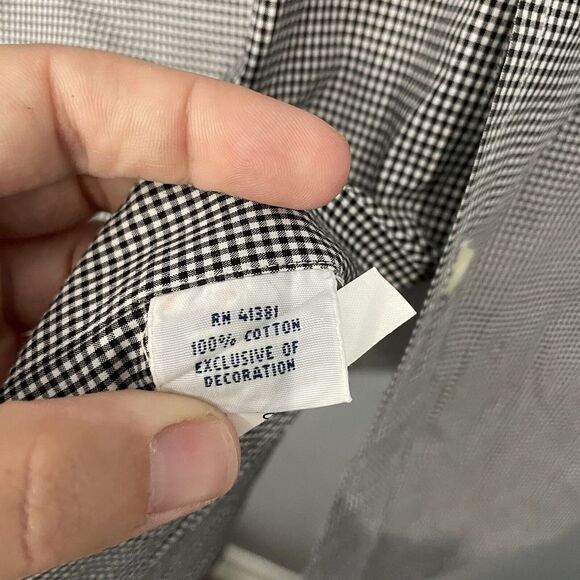 RN 41381
100% COTTON
EXCLUSIVE OF
DECORATION